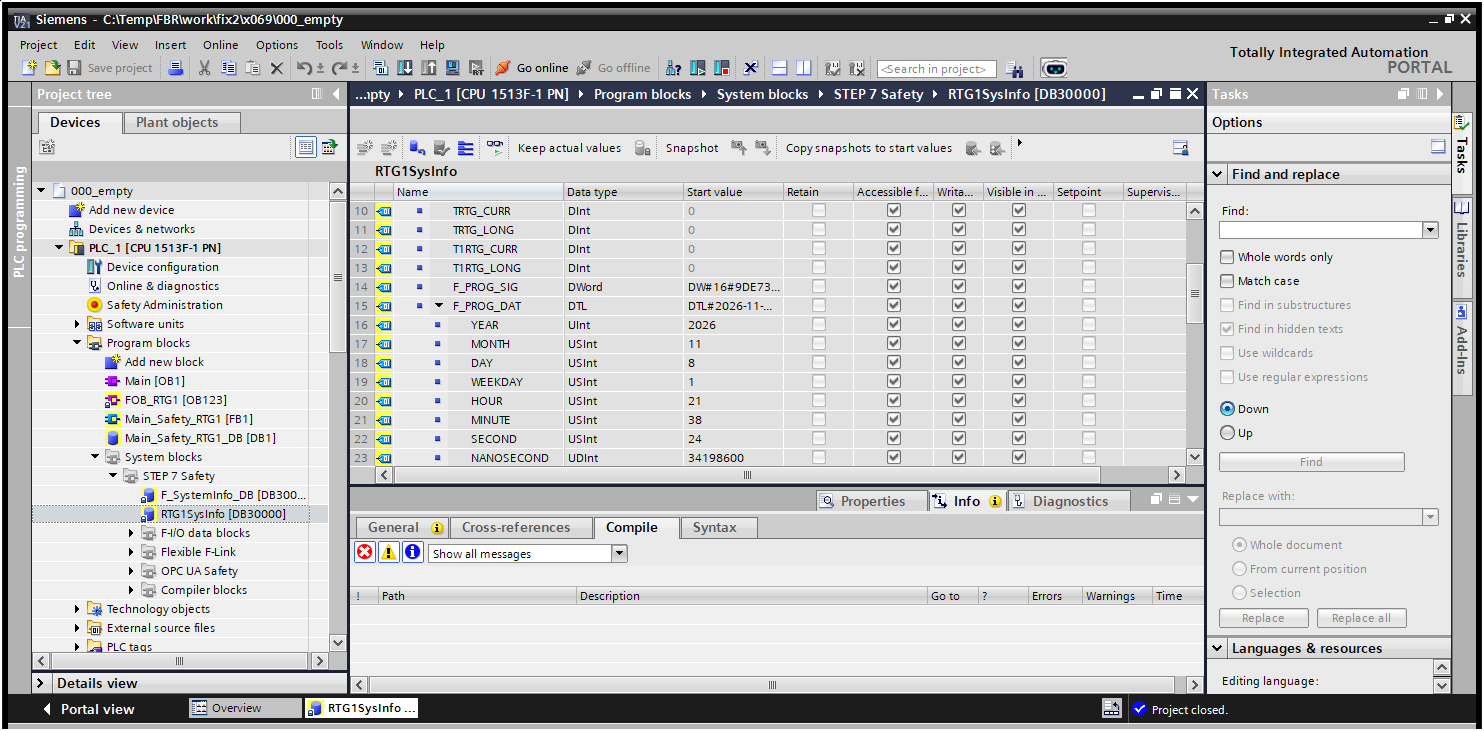 Siemens - C:\Temp\FBR\work\fix2\x069\000_empty
Project Edit View Insert Online Options Tools Window Help
Totally Integrated Automation
PORTAL
Save project
Go online
Go offline
<Search in project>
Project tree
...mpty PLC_1 [CPU 1513F-1 PN] Program blocks System blocks STEP 7 Safety RTG1SysInfo [DB30000]
Tasks
Devices Plant objects
PLC programming
000_empty
Add new device
Devices & networks
PLC_1 [CPU 1513F-1 PN]
Device configuration
Online & diagnostics
Safety Administration
Software units
Program blocks
Add new block
Main [OB1]
FOB_RTG1 [OB123]
Main_Safety_RTG1 [FB1]
Main_Safety_RTG1_DB [DB1]
System blocks
STEP 7 Safety
F_SystemInfo_DB [DB300...
RTG1SysInfo [DB30000]
F-I/O data blocks
Flexible F-Link
OPC UA Safety
Compiler blocks
Technology objects
External source files
PLC tags
Details view
Keep actual values Snapshot Copy snapshots to start values
RTG1SysInfo
Name Data type Start value Retain Accessible f... Writa... Visible in ... Setpoint Supervis...
10 TRTG_CURR DInt 0
11 TRTG_LONG DInt 0
12 T1RTG_CURR DInt 0
13 T1RTG_LONG DInt 0
14 F_PROG_SIG DWord DW#16#9DE73...
15 F_PROG_DAT DTL DTL#2026-11-...
16 YEAR UInt 2026
17 MONTH USInt 11
18 DAY USInt 8
19 WEEKDAY USInt 1
20 HOUR USInt 21
21 MINUTE USInt 38
22 SECOND USInt 24
23 NANOSECOND UDInt 34198600
Properties Info Diagnostics
General Cross-references Compile Syntax
Show all messages
! Path Description Go to ? Errors Warnings Time
Options
Find and replace
Find:
Whole words only
Match case
Find in substructures
Find in hidden texts
Use wildcards
Use regular expressions
Down
Up
Find
Replace with:
Whole document
From current position
Selection
Replace Replace all
Languages & resources
Editing language:
Tasks
Libraries
Add-Ins
Portal view
Overview
RTG1SysInfo ...
Project closed.